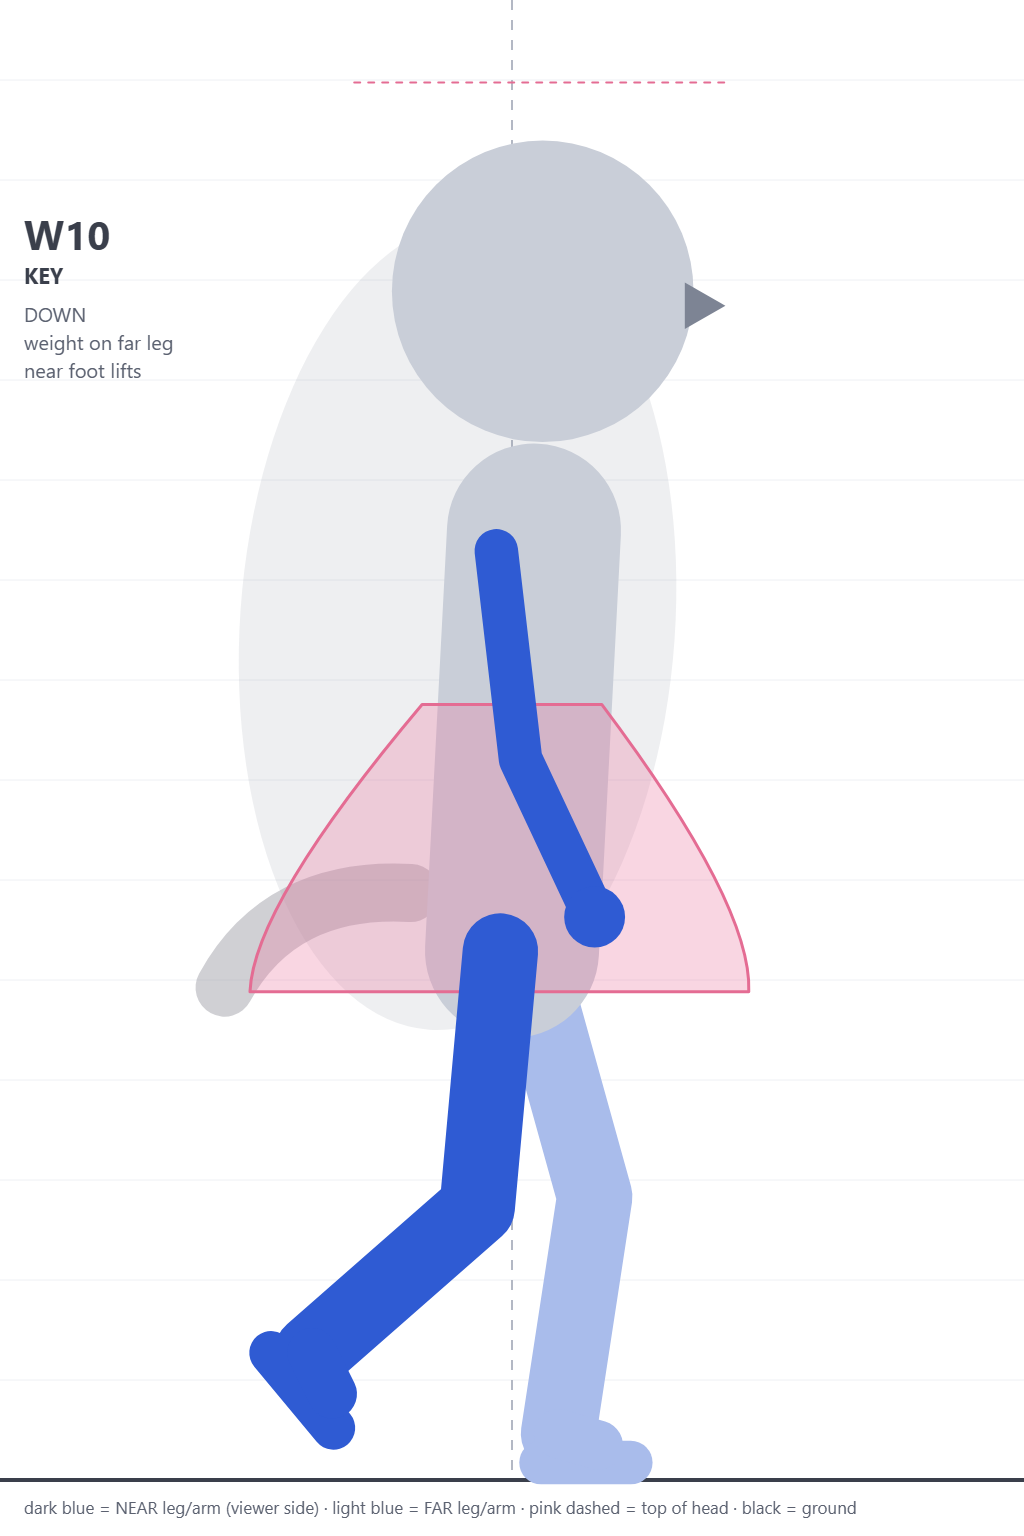 W10
KEY
DOWN
weight on far leg
near foot lifts
dark blue = NEAR leg/arm (viewer side) · light blue = FAR leg/arm · pink dashed = top of head · black = ground